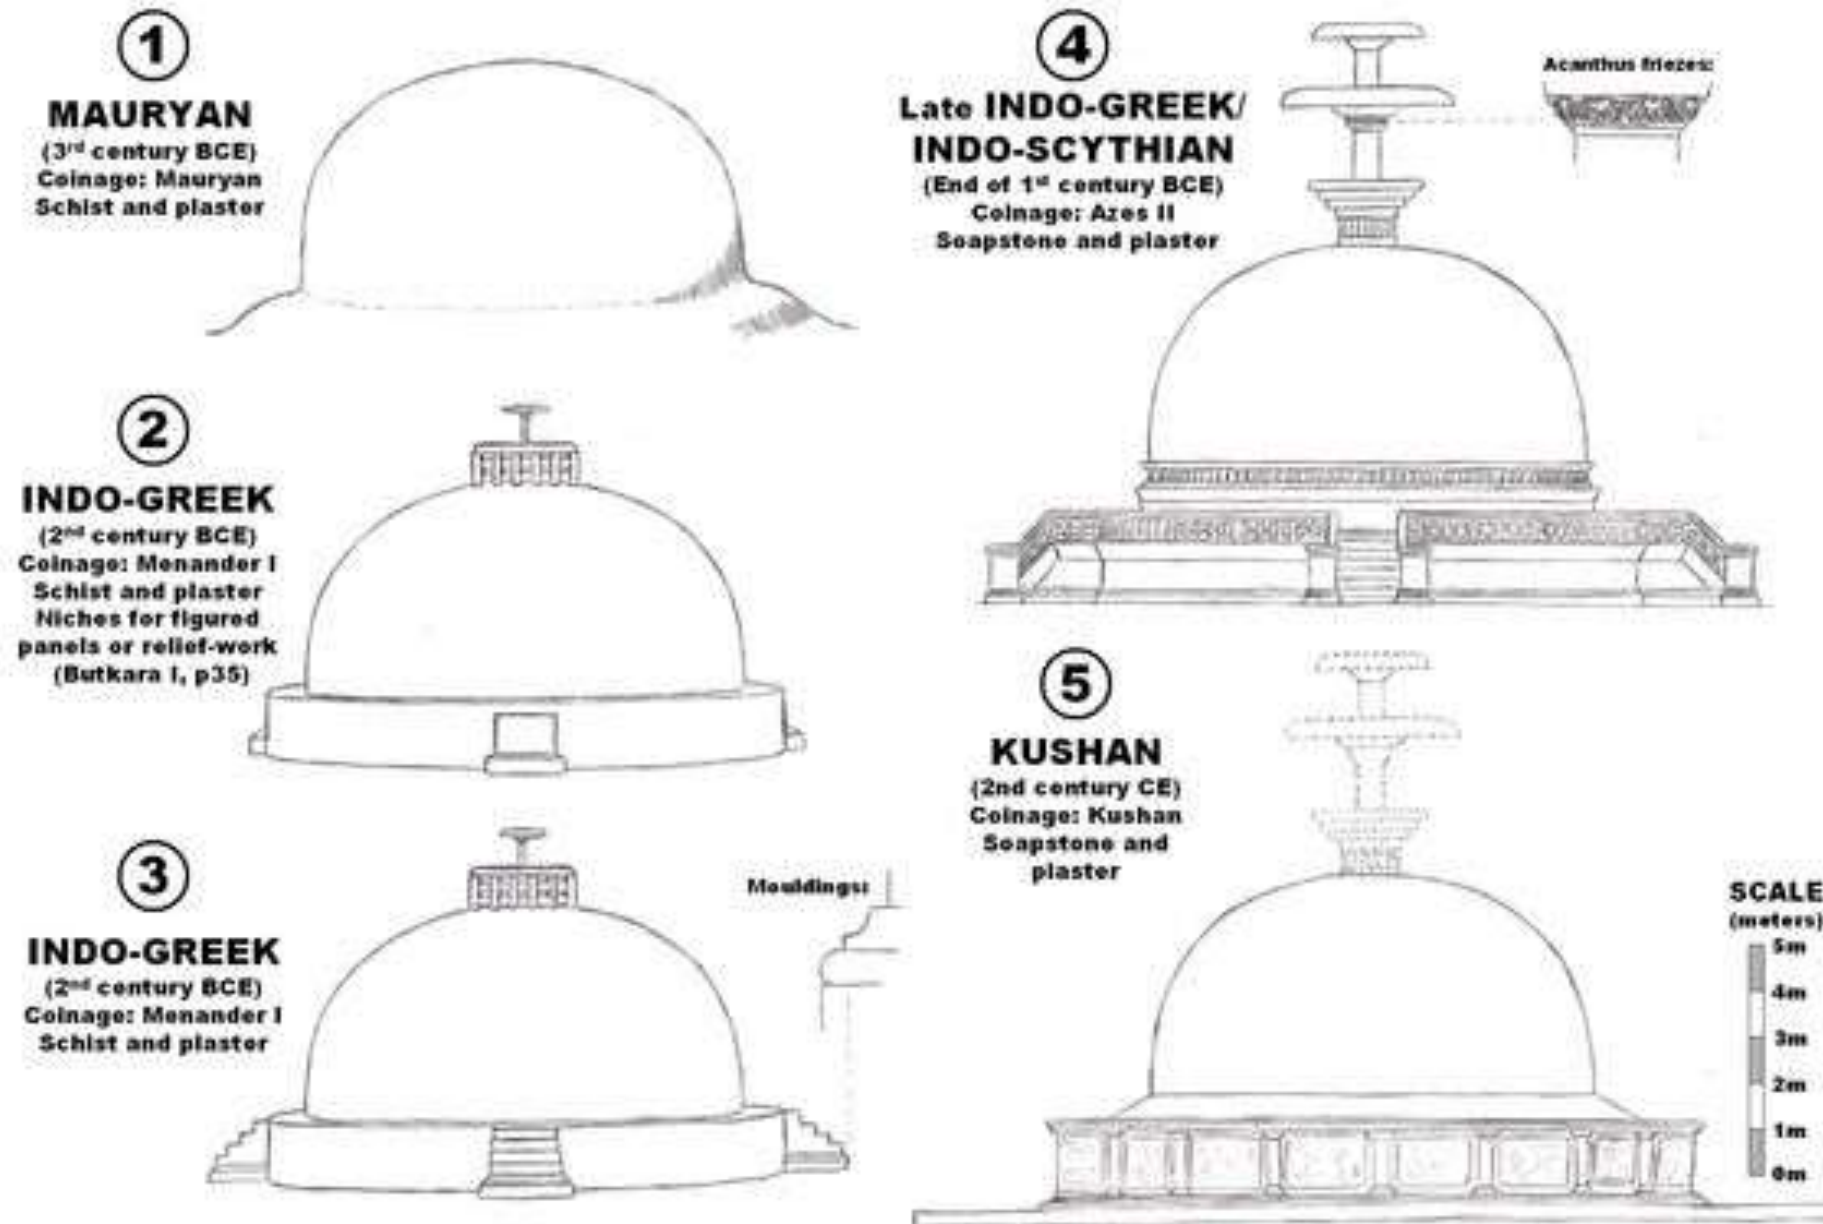 1
MAURYAN
(3rd century BCE)
Coinage: Mauryan
Schist and plaster
2
INDO-GREEK
(2nd century BCE)
Coinage: Menander I
Schist and plaster
Niches for figured
panels or relief-work
(Butkara I, p35)
3
INDO-GREEK
(2nd century BCE)
Coinage: Menander I
Schist and plaster
Mouldings:
4
Late INDO-GREEK/
INDO-SCYTHIAN
(End of 1st century BCE)
Coinage: Azes II
Soapstone and plaster
Acanthus friezes:
5
KUSHAN
(2nd century CE)
Coinage: Kushan
Soapstone and
plaster
SCALE
(meters)
5m
4m
3m
2m
1m
0m